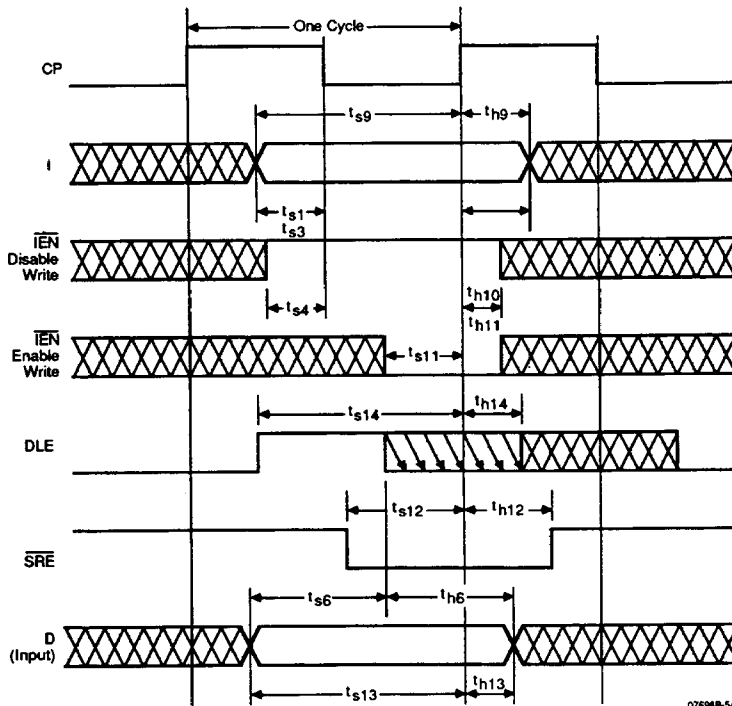 One Cycle
CP
ts9
th9
I
ts1
ts3
IEN
Disable
Write
ts4
th10
th11
IEN
Enable
Write
ts11
ts14
th14
DLE
ts12
th12
SRE
ts6
th6
D
(Input)
ts13
th13